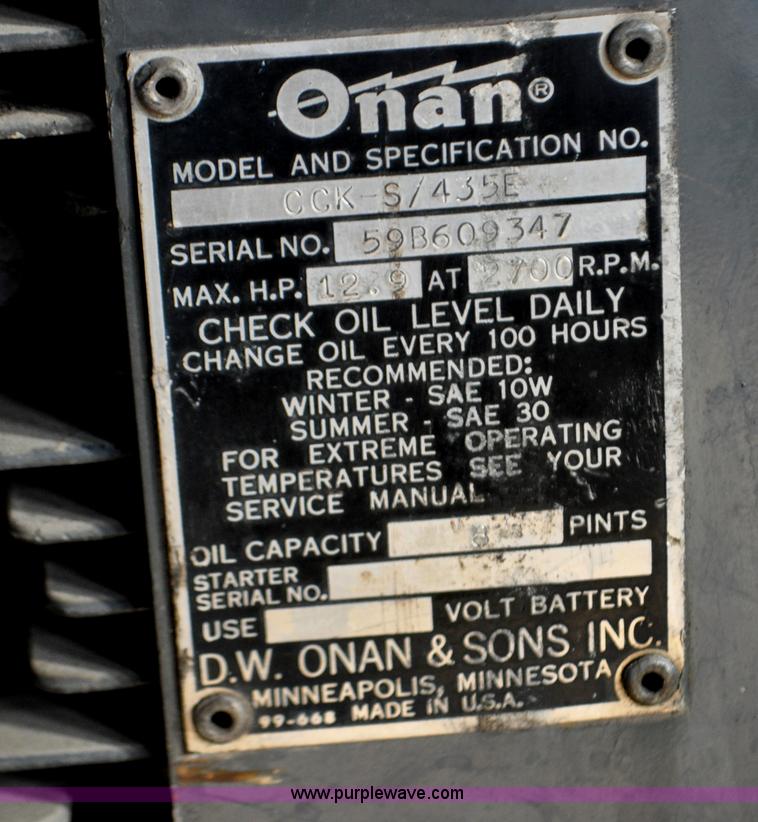 Onan®
MODEL AND SPECIFICATION NO.
CCK-S/435E
SERIAL NO. 59B609347
MAX. H.P. 12.9 AT 2700 R.P.M.
CHECK OIL LEVEL DAILY
CHANGE OIL EVERY 100 HOURS
RECOMMENDED:
WINTER - SAE 10W
SUMMER - SAE 30
FOR EXTREME OPERATING
TEMPERATURES SEE YOUR
SERVICE MANUAL
OIL CAPACITY 8 PINTS
STARTER
SERIAL NO.
USE VOLT BATTERY
D.W. ONAN & SONS INC.
MINNEAPOLIS, MINNESOTA
99-668 MADE IN U.S.A.
www.purplewave.com